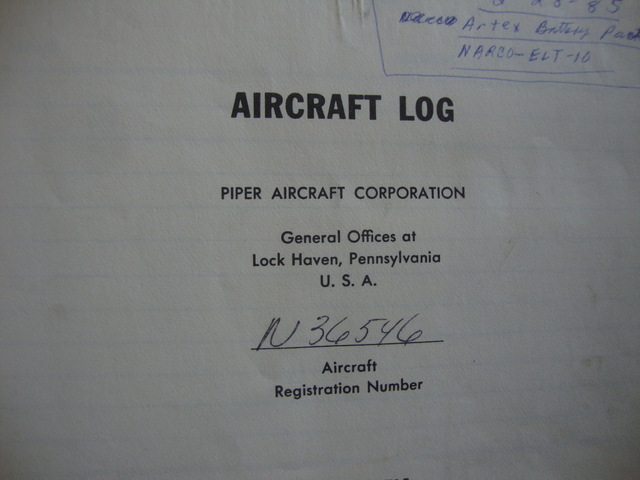 Artex Battery
NARCO-ELT-10
AIRCRAFT LOG
PIPER AIRCRAFT CORPORATION
General Offices at
Lock Haven, Pennsylvania
U. S. A.
N36546
Aircraft
Registration Number